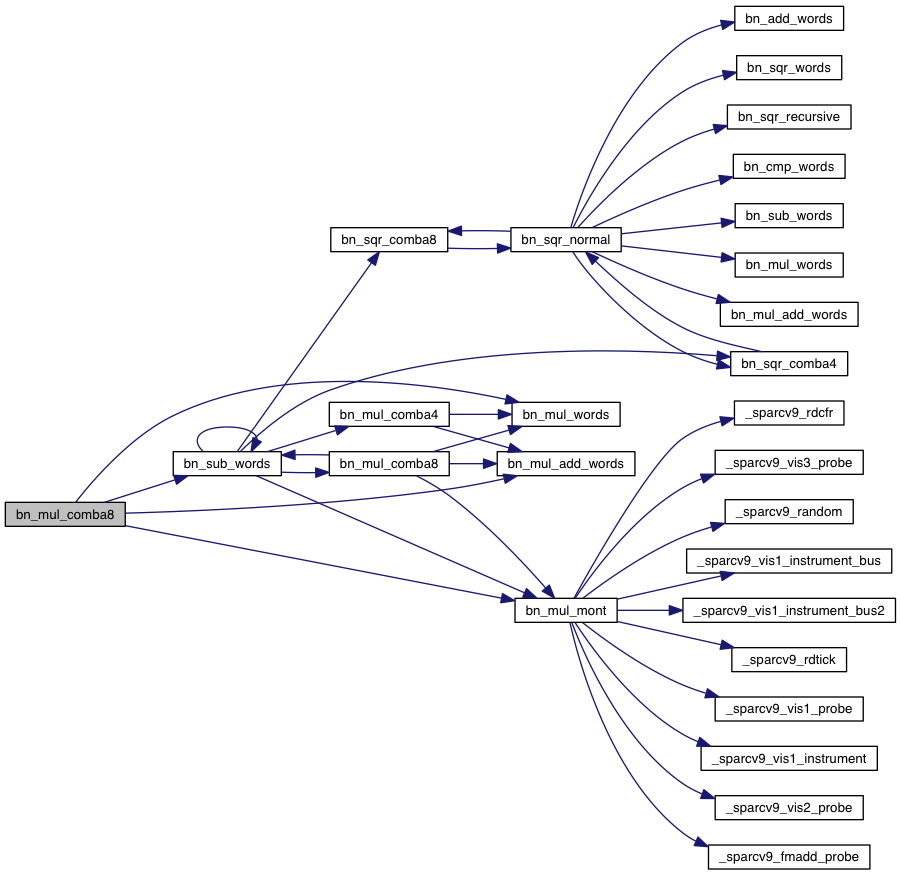 bn_add_words
bn_sqr_words
bn_sqr_recursive
bn_cmp_words
bn_sub_words
bn_sqr_comba8
bn_sqr_normal
bn_mul_words
bn_mul_add_words
bn_sqr_comba4
bn_mul_comba4
bn_mul_words
_sparcv9_rdcfr
bn_sub_words
bn_mul_comba8
bn_mul_add_words
_sparcv9_vis3_probe
bn_mul_comba8
_sparcv9_random
_sparcv9_vis1_instrument_bus
bn_mul_mont
_sparcv9_vis1_instrument_bus2
_sparcv9_rdtick
_sparcv9_vis1_probe
_sparcv9_vis1_instrument
_sparcv9_vis2_probe
_sparcv9_fmadd_probe